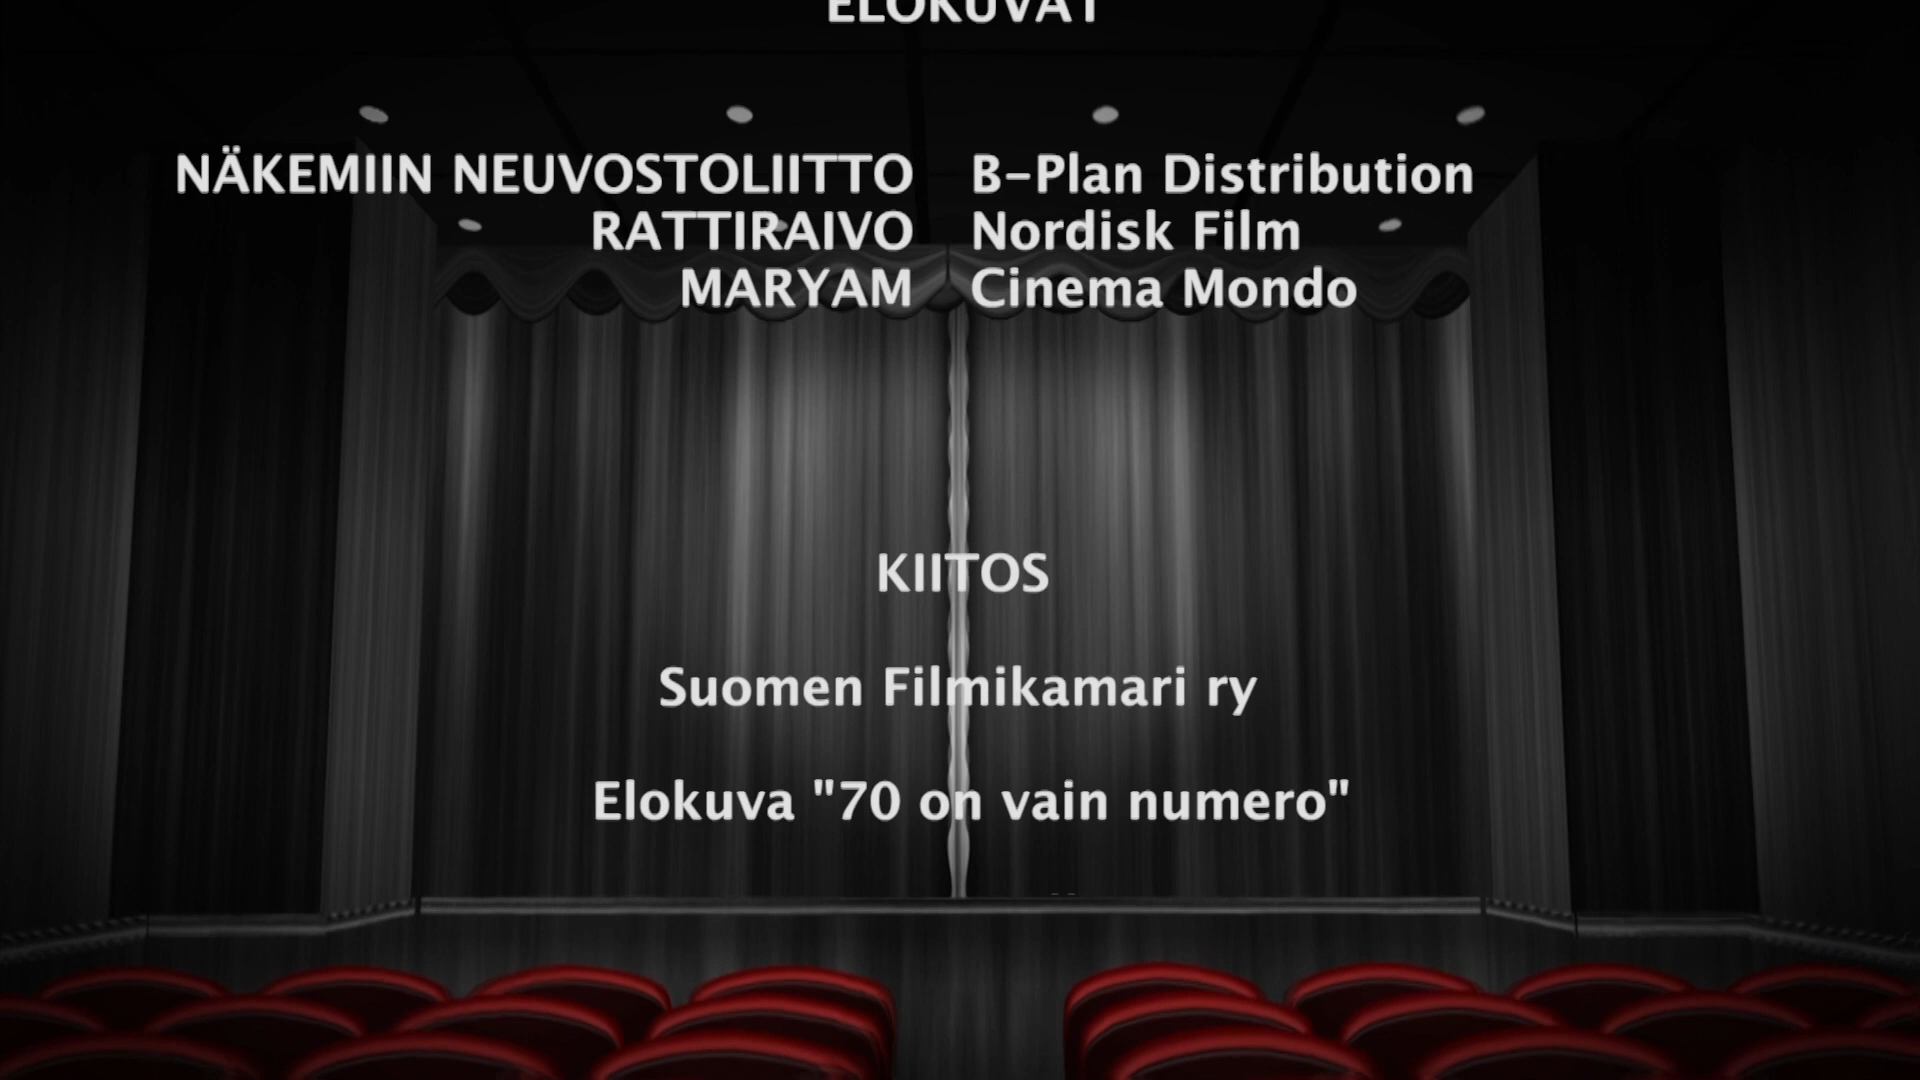 ELOKUVAT
NÄKEMIIN NEUVOSTOLIITTO B-Plan Distribution
RATTIRAIVO Nordisk Film
MARYAM Cinema Mondo
KIITOS
Suomen Filmikamari ry
Elokuva "70 on vain numero"